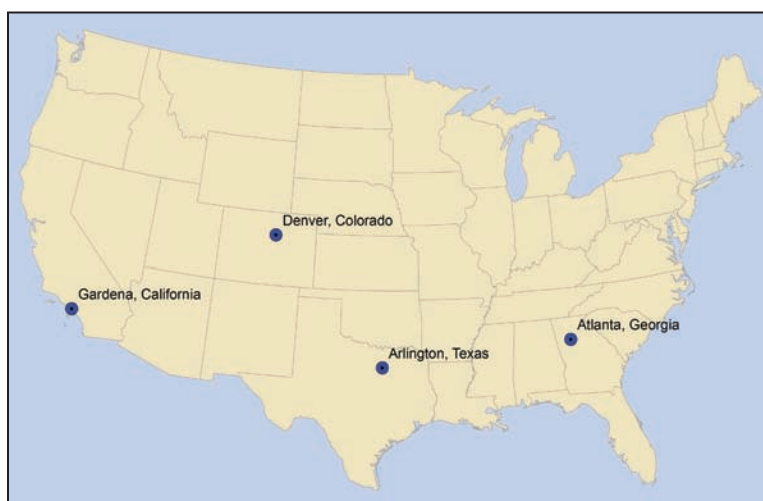 Denver, Colorado
Gardena, California
Atlanta, Georgia
Arlington, Texas